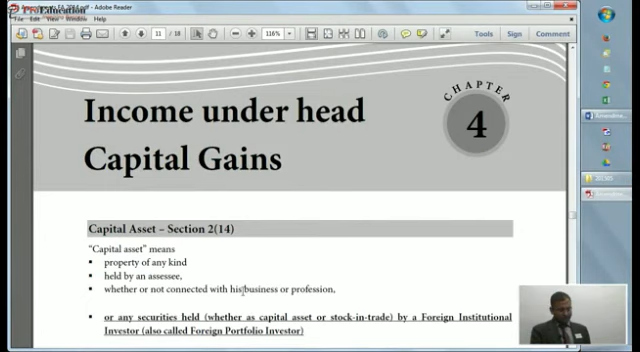 ProEducation
Adobe Reader
File Edit View Window Help
11 / 18 116% Tools Sign Comment
CHAPTER
4
Income under head
Capital Gains
Capital Asset – Section 2(14)
“Capital asset” means
▪ property of any kind
▪ held by an assessee,
▪ whether or not connected with his business or profession,
▪ or any securities held (whether as capital asset or stock-in-trade) by a Foreign Institutional
Investor (also called Foreign Portfolio Investor)